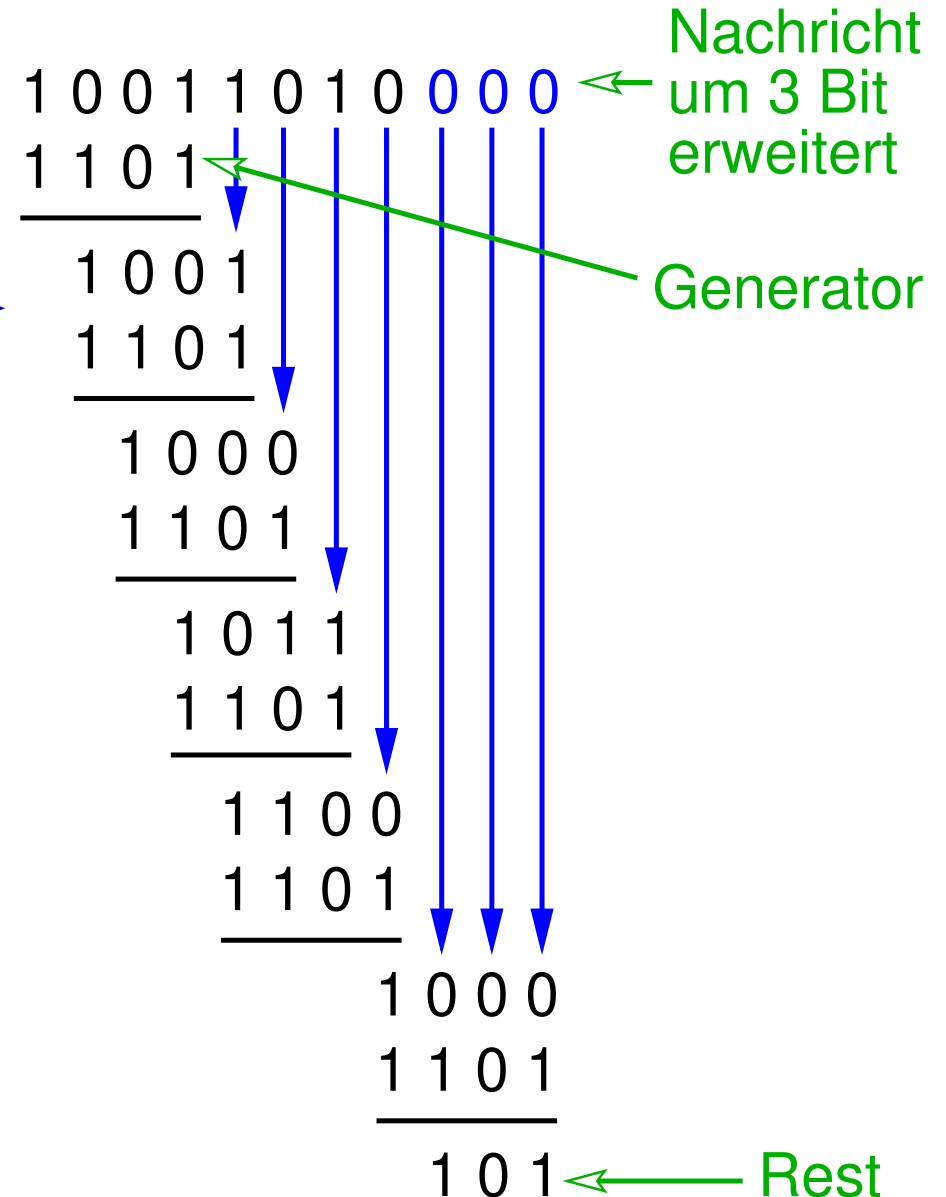 Nachricht
1 0 0 1 1 0 1 0 0 0 0
um 3 Bit
erweitert
1 1 0 1
1 0 0 1
Generator
1 1 0 1
1 0 0 0
1 1 0 1
1 0 1 1
1 1 0 1
1 1 0 0
1 1 0 1
1 0 0 0
1 1 0 1
1 0 1
Rest